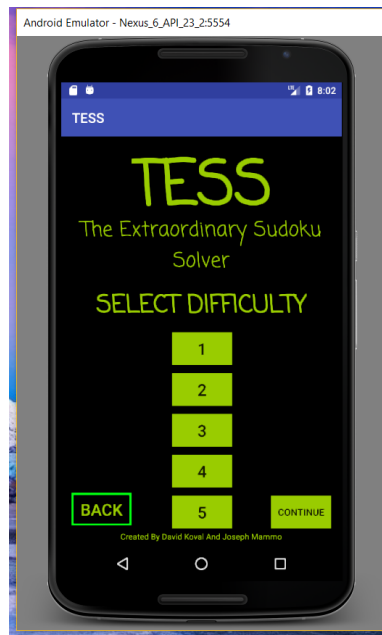 Android Emulator - Nexus_6_API_23_2:5554
LTE 8:02
TESS
TESS
The Extraordinary Sudoku
Solver
SELECT DIFFICULTY
1
2
3
4
BACK 5 CONTINUE
Created By David Koval And Joseph Mammo